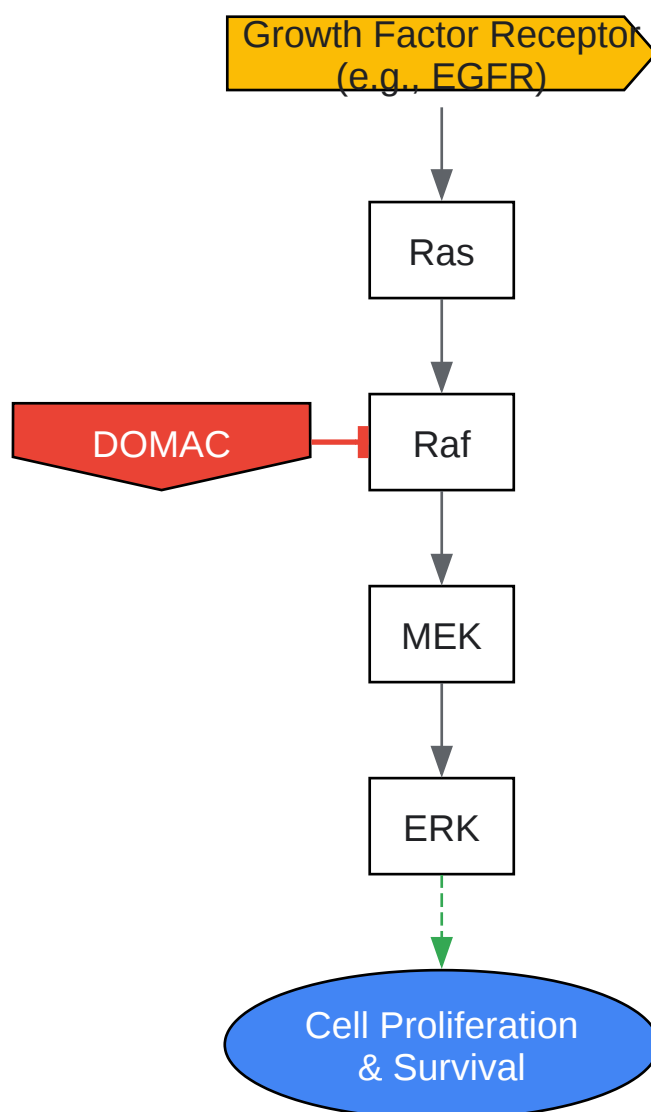 Growth Factor Receptor
(e.g., EGFR)
Ras
DOMAC
Raf
MEK
ERK
Cell Proliferation
& Survival